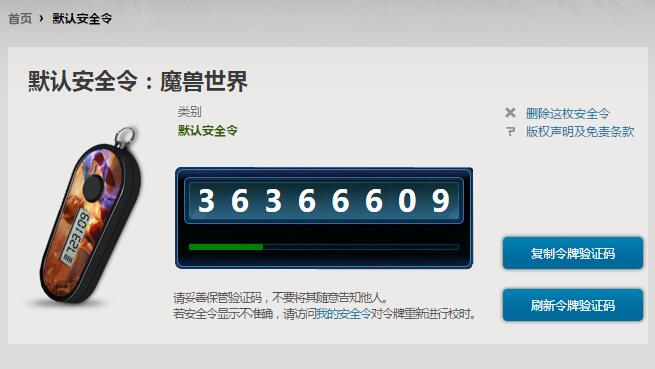 首页 › 默认安全令
默认安全令：魔兽世界
类别
默认安全令
删除这枚安全令
版权声明及免责条款
723109
36366609
复制令牌验证码
请妥善保管验证码，不要将其随意告知他人。
若安全令显示不准确，请访问我的安全令对令牌重新进行校时。
刷新令牌验证码